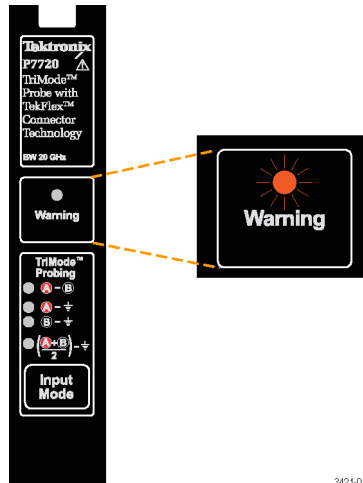 Tektronix
P7720
TriMode™
Probe with
TekFlex™
Connector
Technology
BW 20 GHz
Warning
Warning
TriMode™
Probing
A - B
A -
B -
(A+B) -
2
Input
Mode